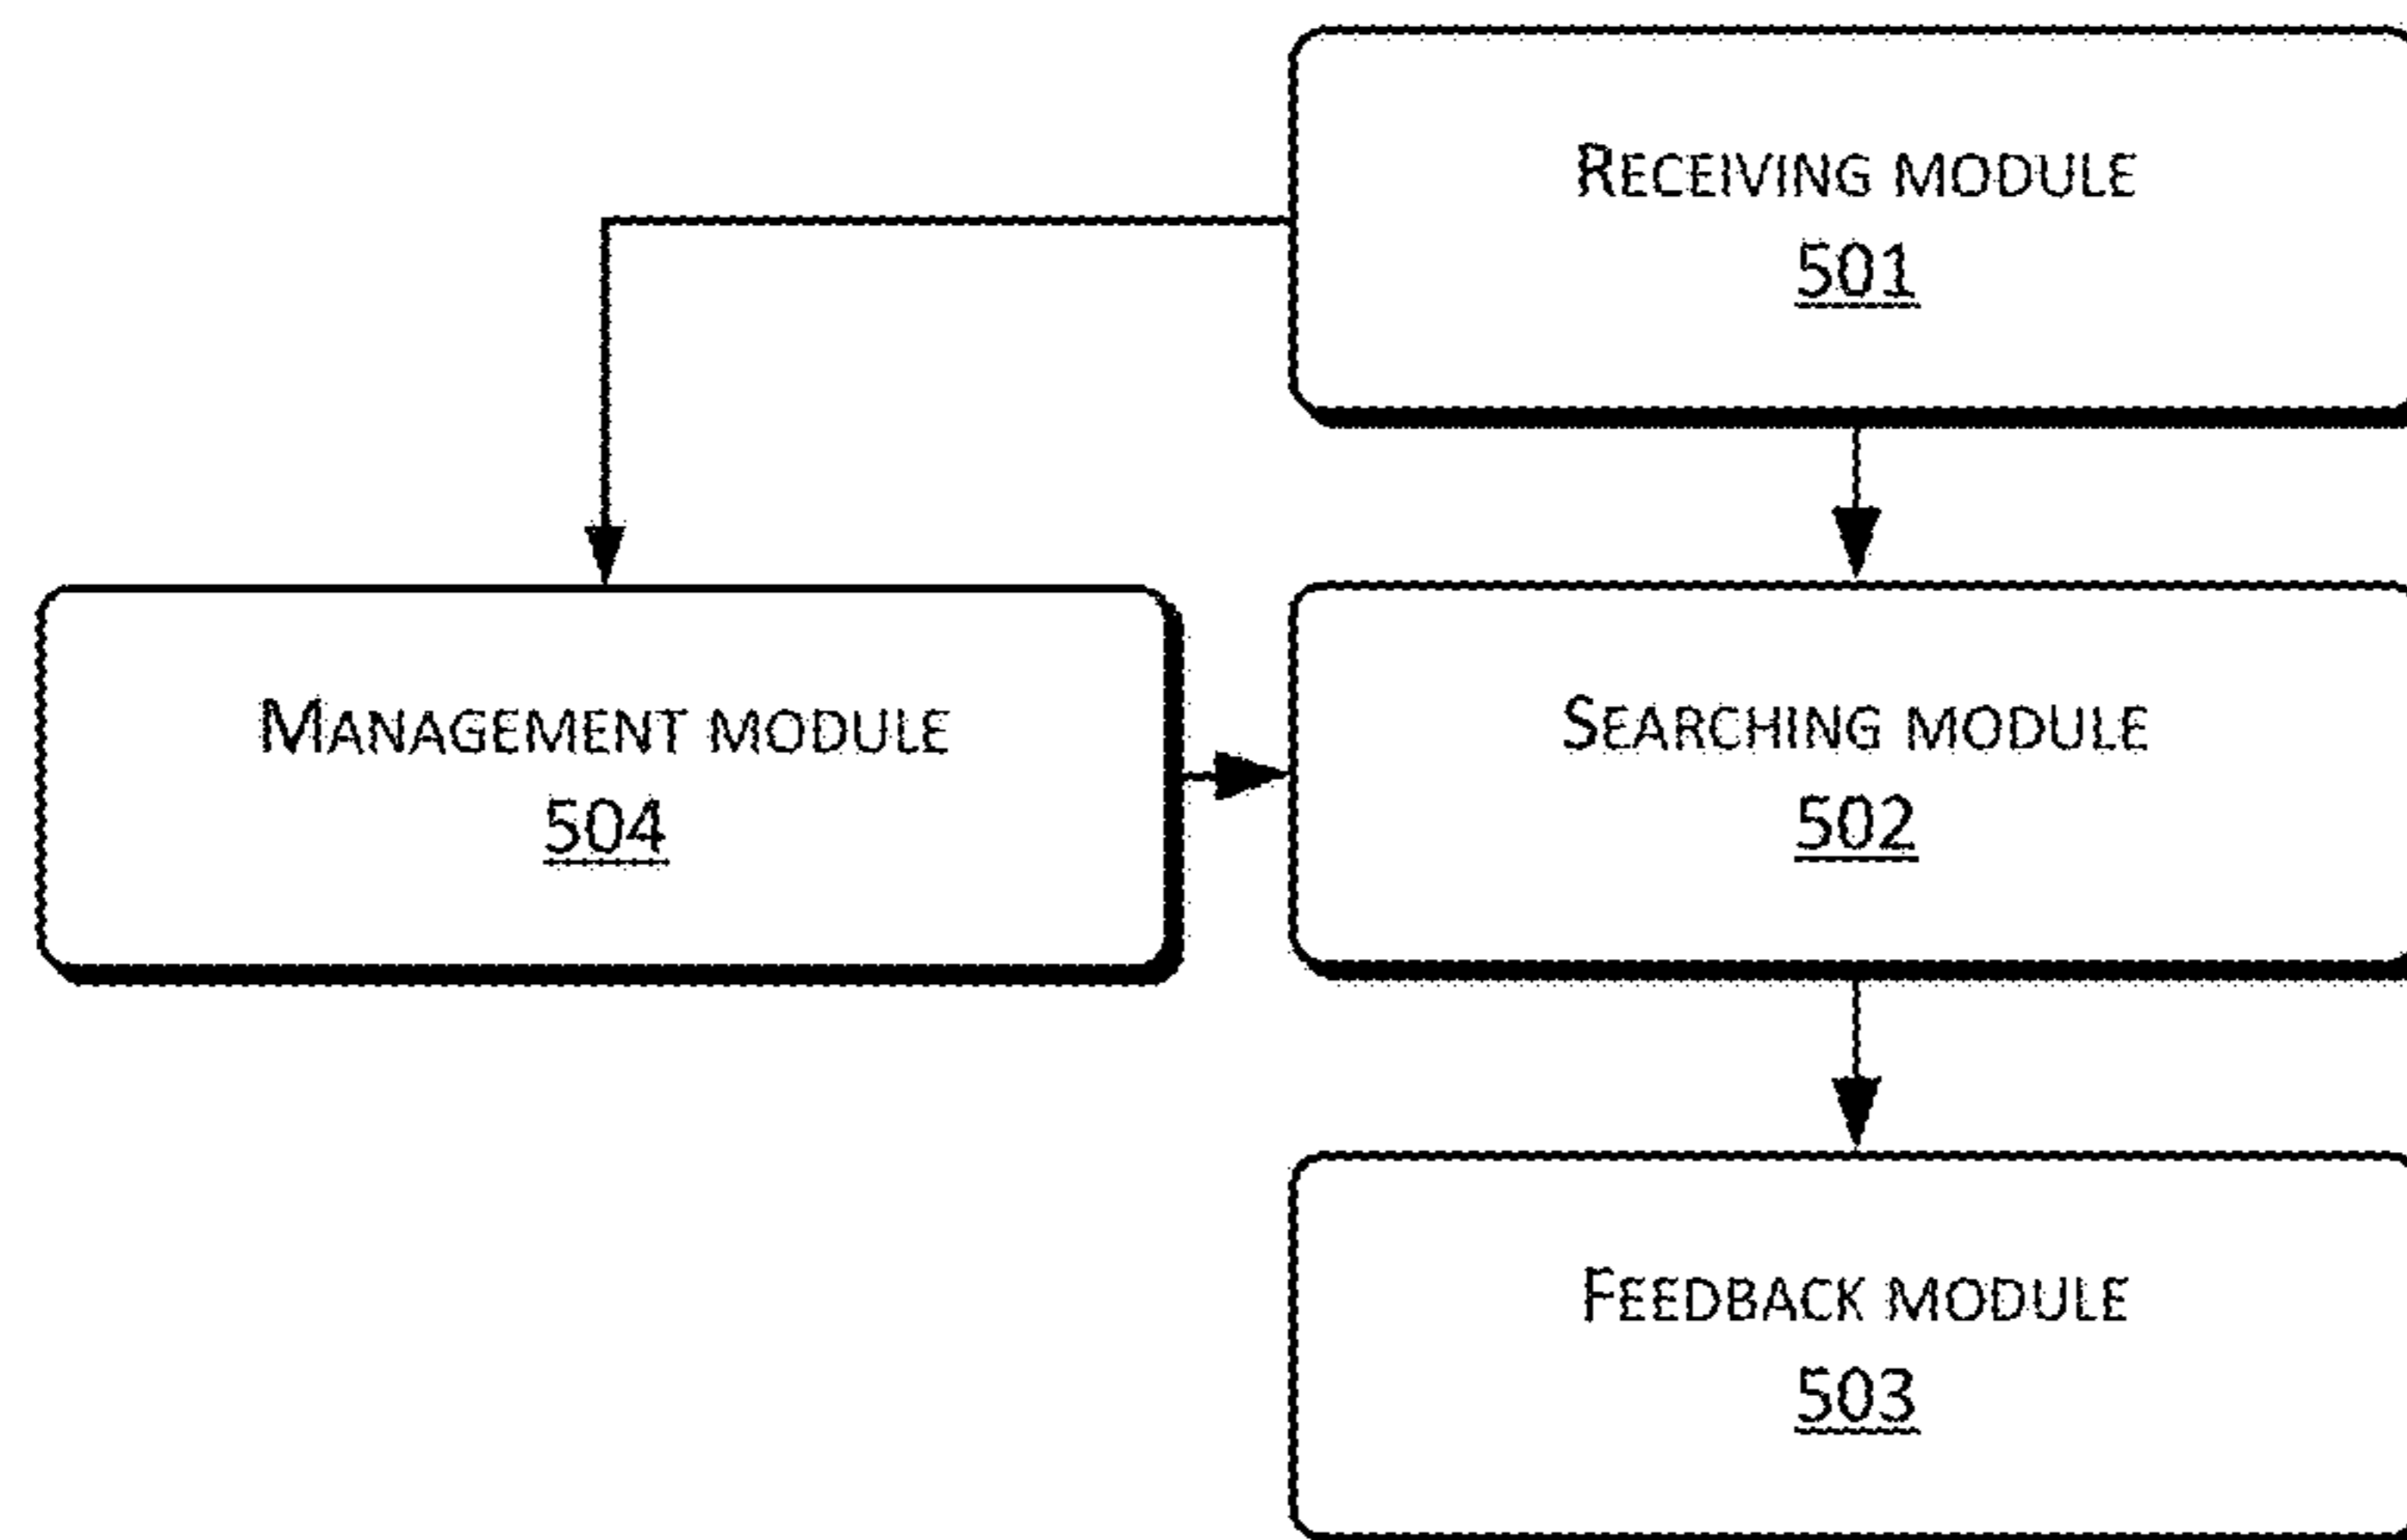 RECEIVING MODULE
501
MANAGEMENT MODULE
504
SEARCHING MODULE
502
FEEDBACK MODULE
503